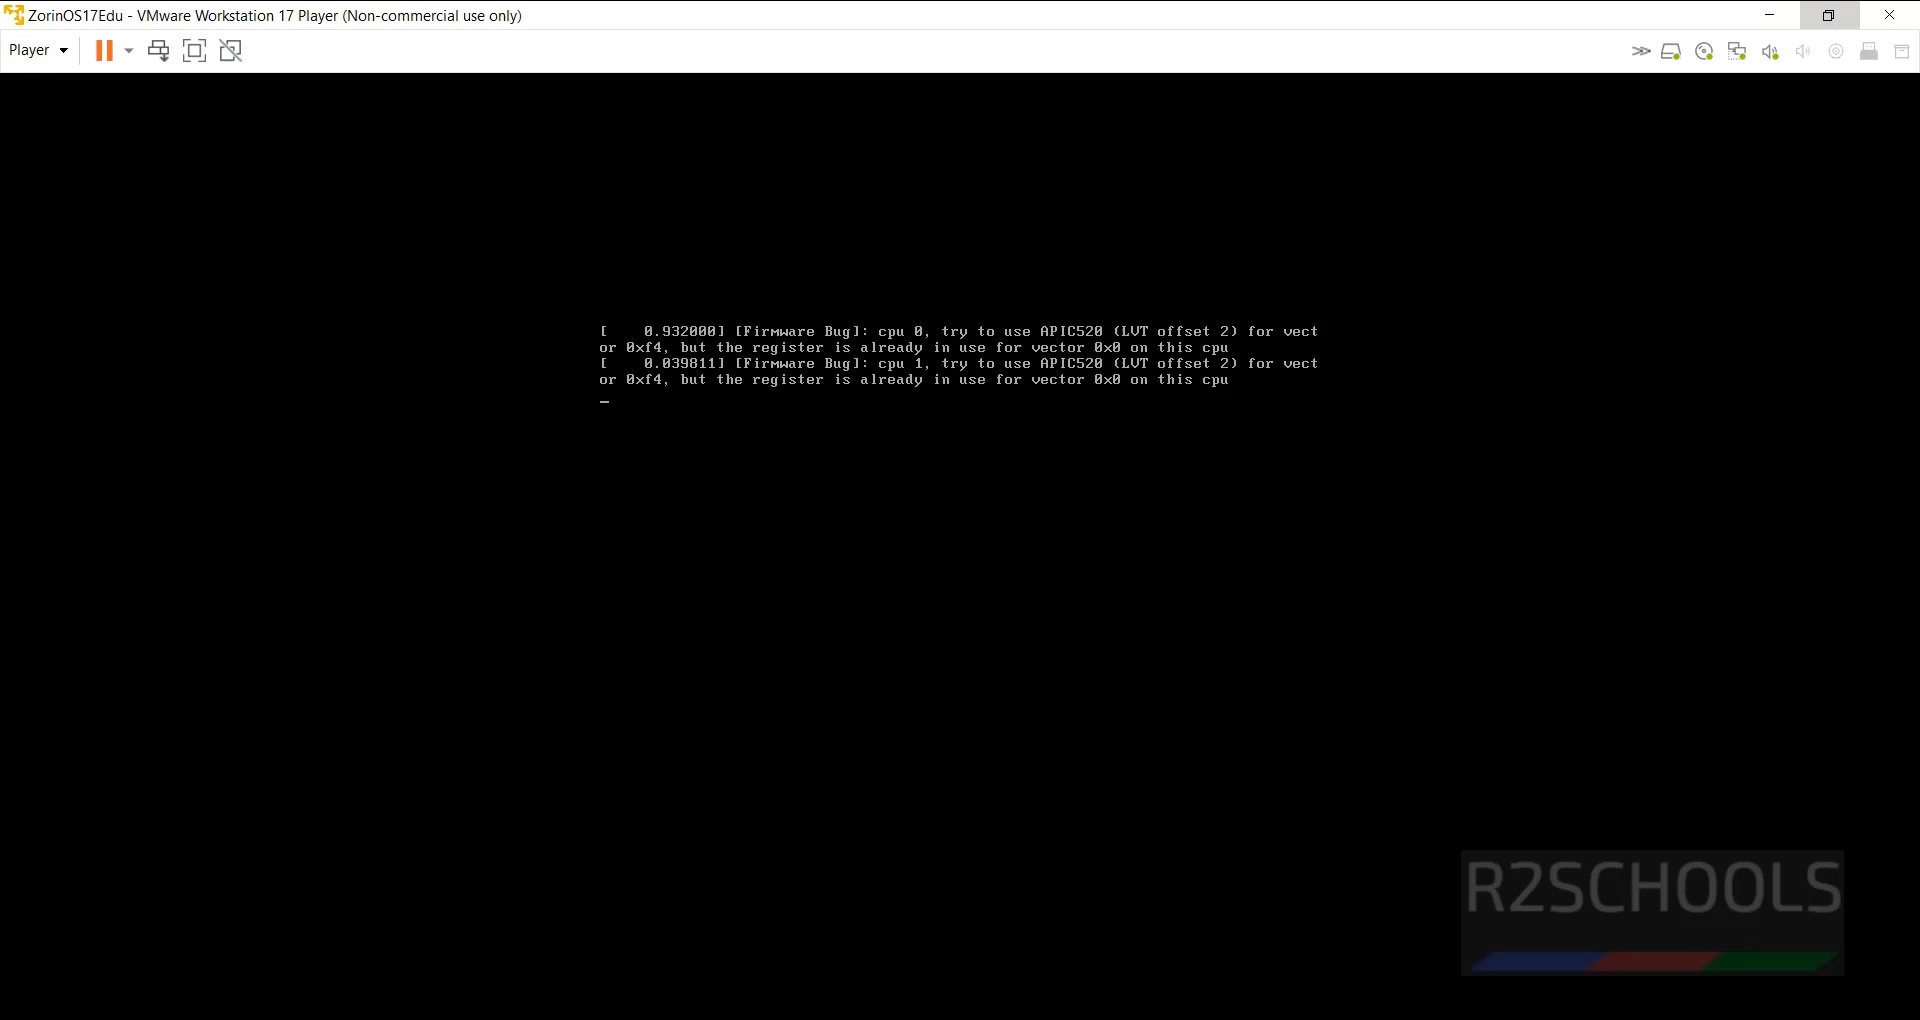 ZorinOS17Edu - VMware Workstation 17 Player (Non-commercial use only)
Player
[    0.932000] [Firmware Bug]: cpu 0, try to use APIC520 (LVT offset 2) for vect
or 0xf4, but the register is already in use for vector 0x0 on this cpu
[    0.039811] [Firmware Bug]: cpu 1, try to use APIC520 (LVT offset 2) for vect
or 0xf4, but the register is already in use for vector 0x0 on this cpu
_
R2SCHOOLS